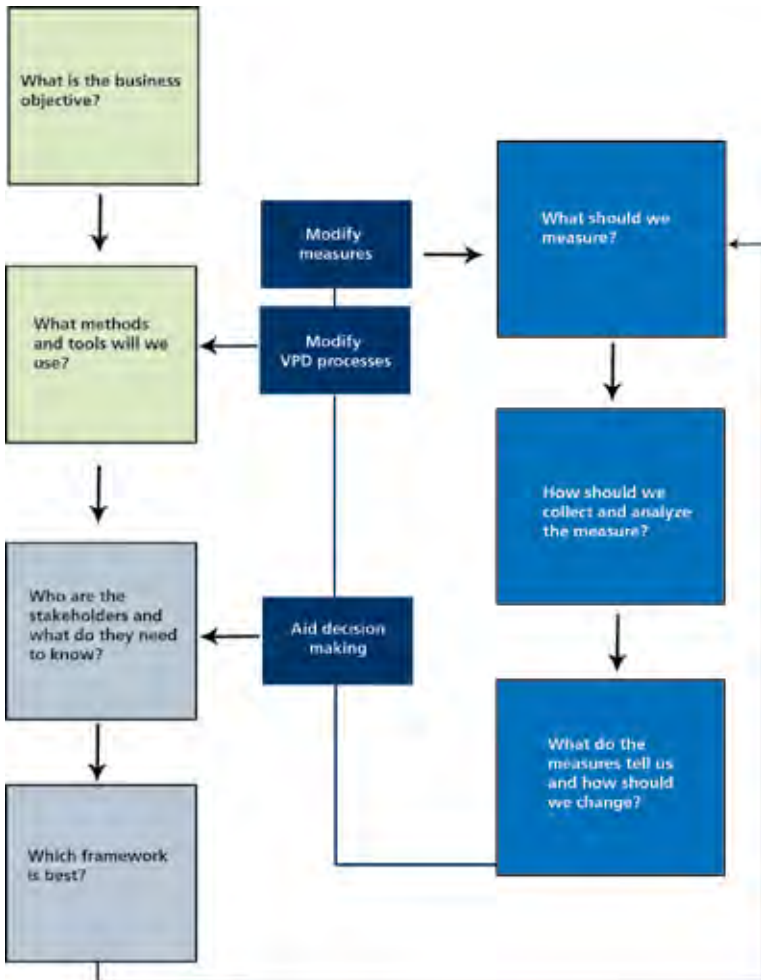 What is the business
objective?
What methods
and tools will we
use?
Who are the
stakeholders and
what do they need
to know?
Which framework
is best?
Modify
measures
Modify
VPD processes
Aid decision
making
What should we
measure?
How should we
collect and analyze
the measure?
What do the
measures tell us
and how should
we change?